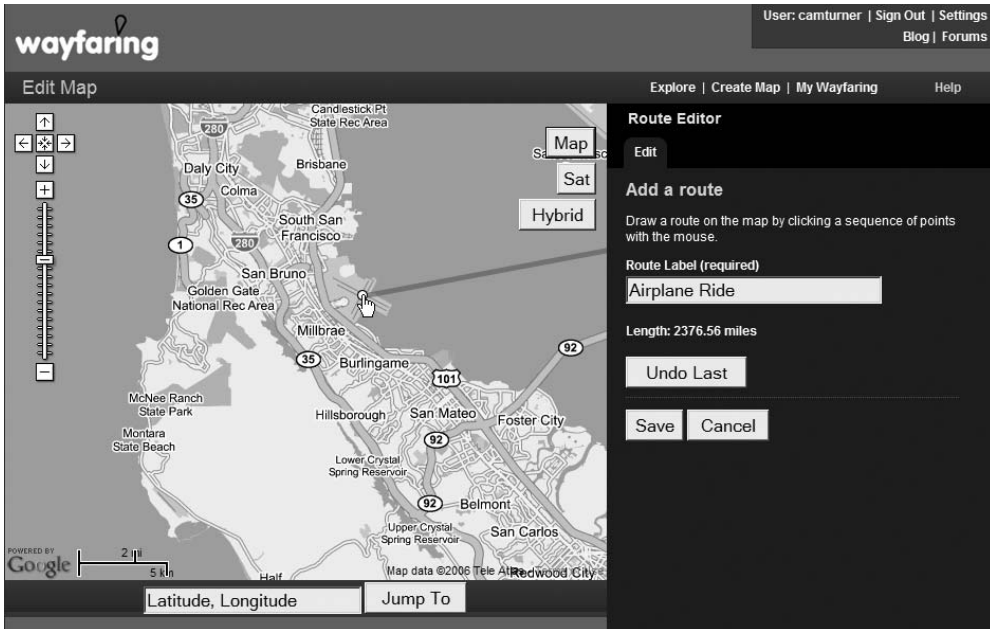 wayfaring
User: camturner | Sign Out | Settings
Blog | Forums
Edit Map
Explore | Create Map | My Wayfaring
Help
Candlestick Pt
State Rec Area
280
Map
Brisbane
Daly City
Sat
Colma
35
Hybrid
South San
Francisco
1
280
San Bruno
Golden Gate
National Rec Area
Millbrae
35
92
Burlingame
101
McNee Ranch
State Park
Hillsborough
San Mateo
Foster City
Montara
State Beach
92
Lower Crystal
Spring Reservoir
92
Belmont
Upper Crystal
Spring Reservoir
San Carlos
POWERED BY
Google
2 mi
5 km
Half
Map data ©2006 Tele
Redwood City
Latitude, Longitude
Jump To
Route Editor
Edit
Add a route
Draw a route on the map by clicking a sequence of points
with the mouse.
Route Label (required)
Airplane Ride
Length: 2376.56 miles
Undo Last
Save
Cancel